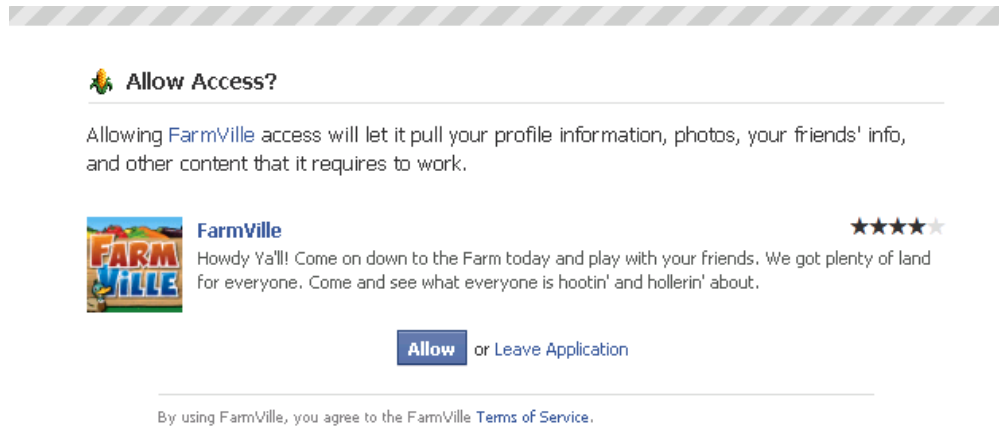 Allow Access?
Allowing FarmVille access will let it pull your profile information, photos, your friends' info,
and other content that it requires to work.
FARM
VILLE
FarmVille
Howdy Ya'll! Come on down to the Farm today and play with your friends. We got plenty of land
for everyone. Come and see what everyone is hootin' and hollerin' about.
Allow or Leave Application
By using FarmVille, you agree to the FarmVille Terms of Service.